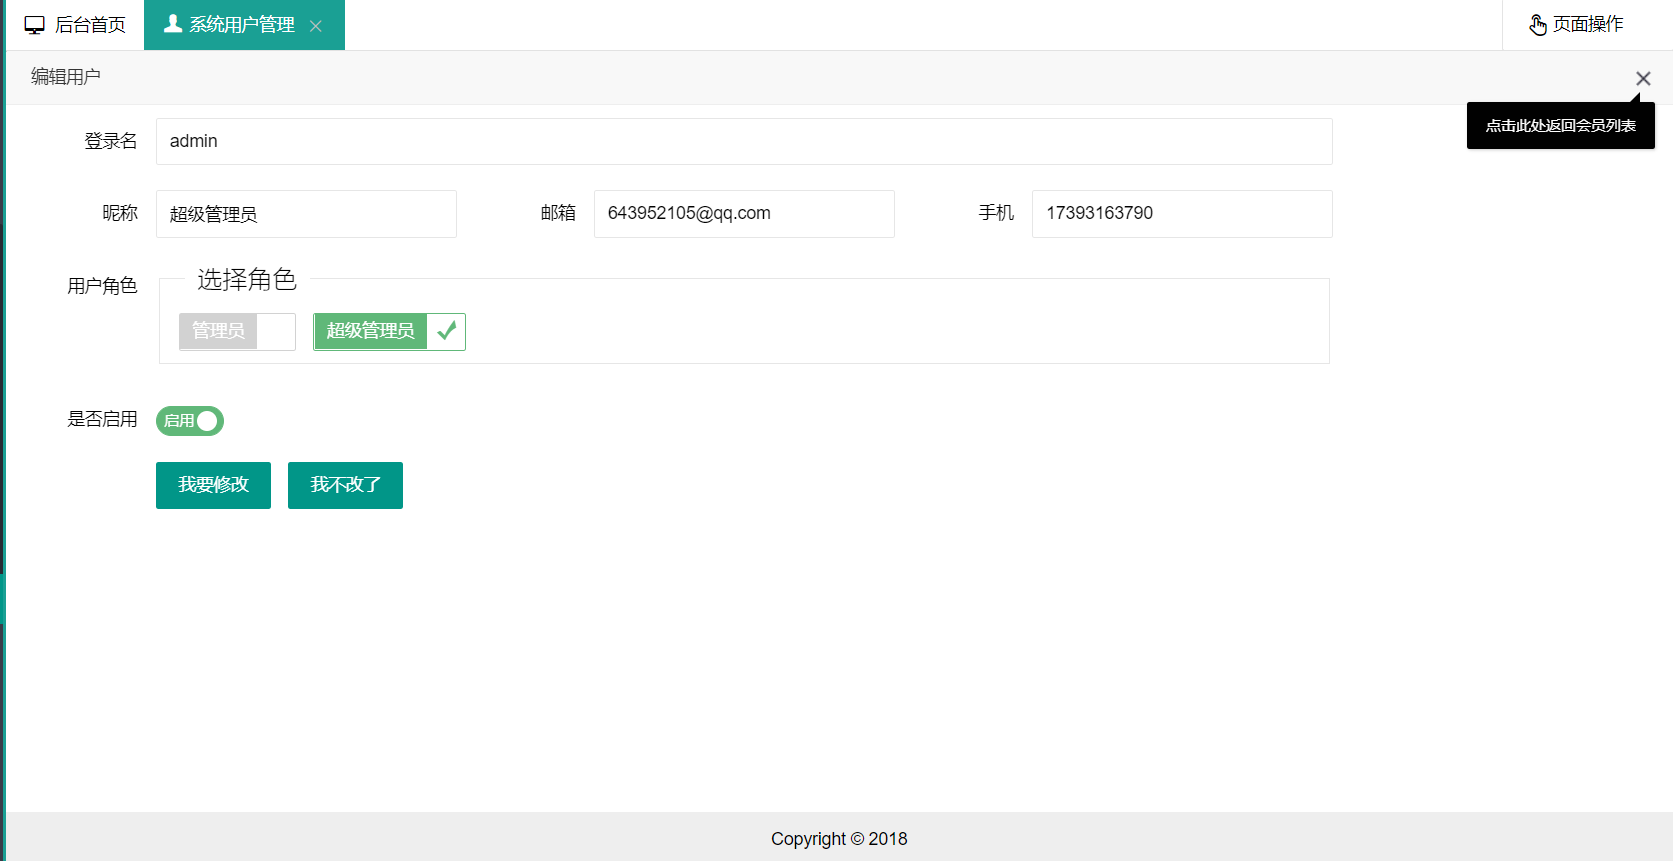 后台首页 系统用户管理 页面操作
编辑用户
点击此处返回会员列表
登录名 admin
昵称 超级管理员 邮箱 643952105@qq.com 手机 17393163790
用户角色 选择角色
管理员 超级管理员
是否启用 启用
我要修改 我不改了
Copyright © 2018